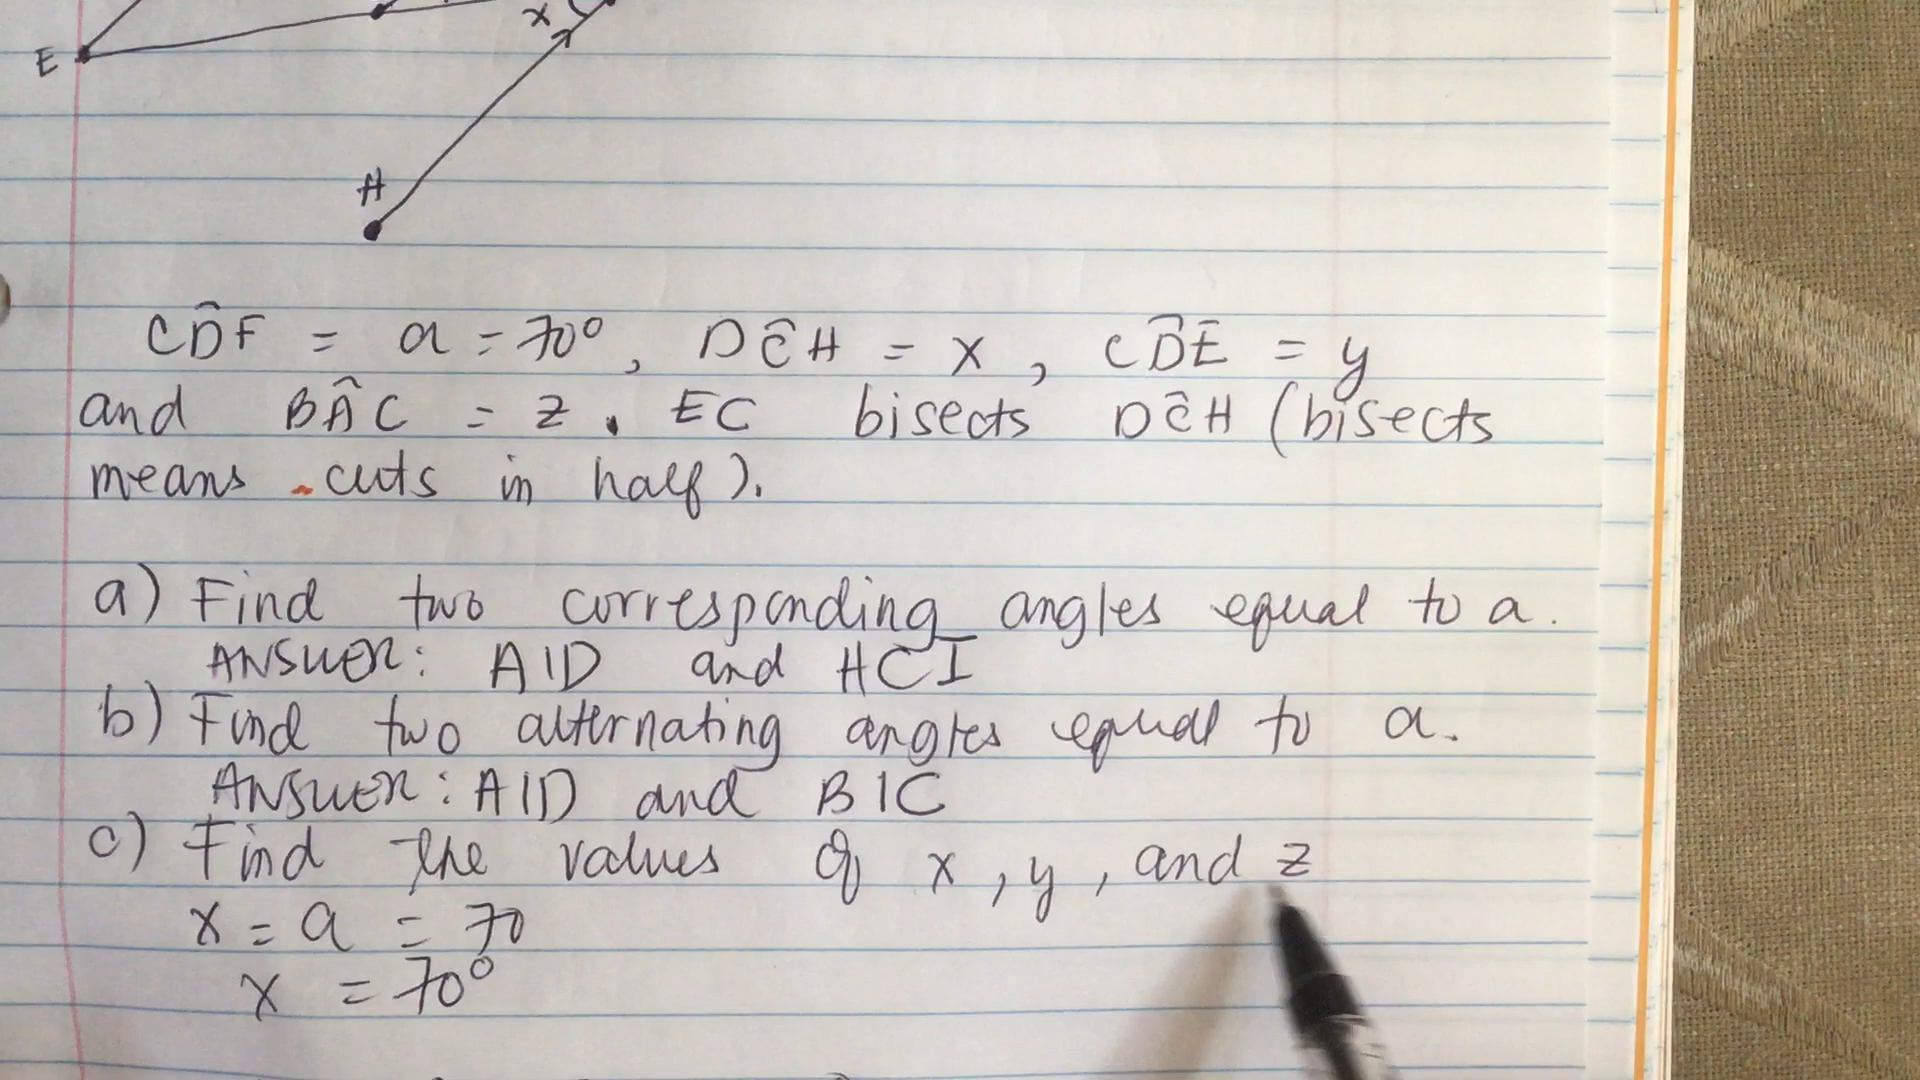 x
E
H
CD̂F = a = 70°, DĈH = x, CD̂E = y
and BÂC = z. EC bisects DĈH (bisects
means cuts in half).
a) Find two corresponding angles equal to a.
ANSWER: AID and HCI
b) Find two alternating angles equal to a.
ANSWER: AID and BIC
c) Find the values of x, y, and z
x = a = 70
x = 70°